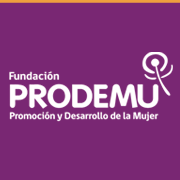 Fundación
PRODEMU
Promoción y Desarrollo de la Mujer